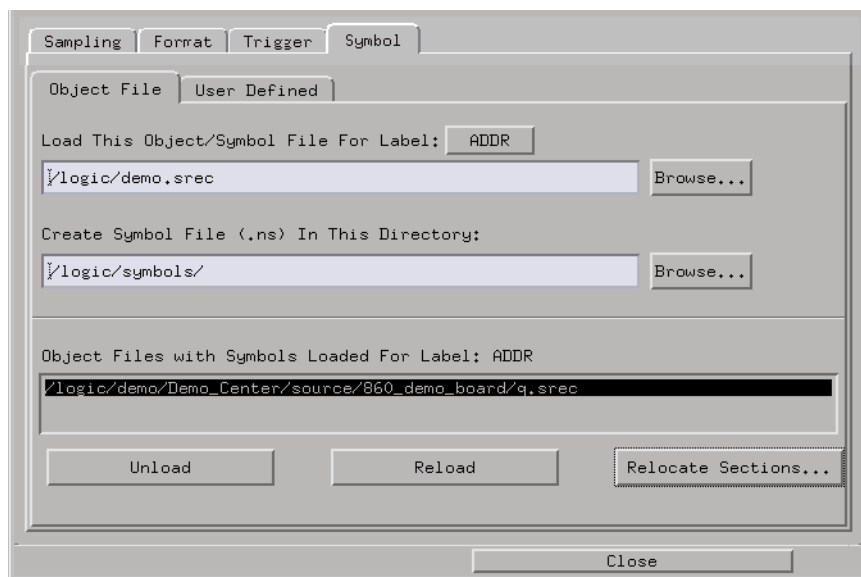 Sampling Format Trigger Symbol
Object File User Defined
Load This Object/Symbol File For Label: ADDR
/logic/demo.srec Browse...
Create Symbol File (.ns) In This Directory:
/logic/symbols/ Browse...
Object Files with Symbols Loaded For Label: ADDR
/logic/demo/Demo_Center/source/860_demo_board/q.srec
Unload Reload Relocate Sections...
Close